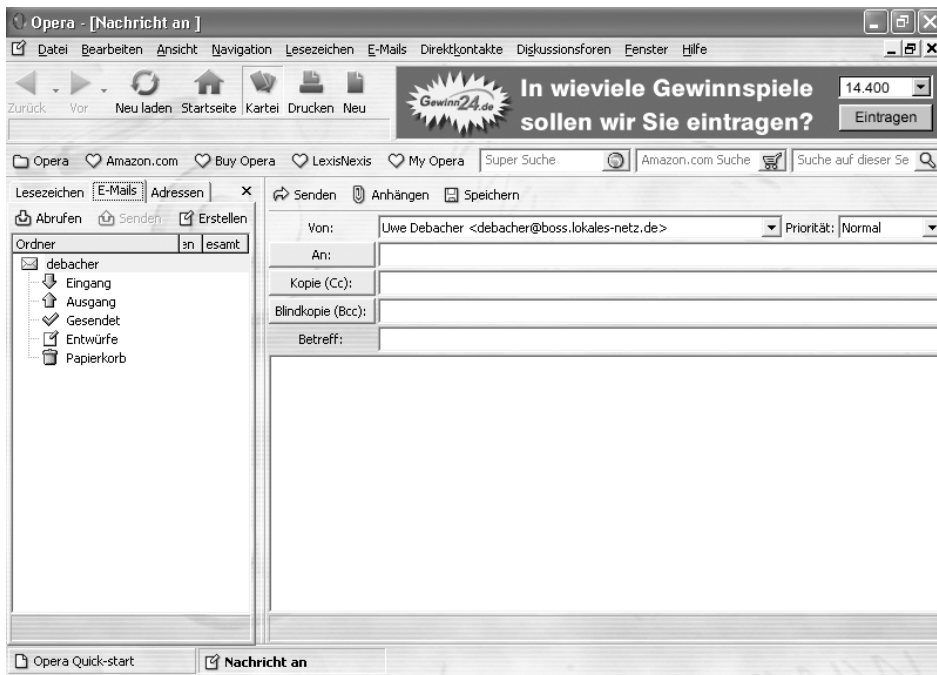 Opera - [Nachricht an ]
Datei Bearbeiten Ansicht Navigation Lesezeichen E-Mails Direktkontakte Diskussionsforen Fenster Hilfe
Zurück Vor Neu laden Startseite Kartei Drucken Neu
Gewinn24.de
In wieviele Gewinnspiele
sollen wir Sie eintragen?
14.400
Eintragen
Opera Amazon.com Buy Opera LexisNexis My Opera Super Suche Amazon.com Suche Suche auf dieser Se
Lesezeichen E-Mails Adressen
Abrufen Senden Erstellen
Ordner en esamt
debacher
Eingang
Ausgang
Gesendet
Entwürfe
Papierkorb
Senden Anhängen Speichern
Von: Uwe Debacher <debacher@boss.lokales-netz.de> Priorität: Normal
An:
Kopie (Cc):
Blindkopie (Bcc):
Betreff:
Opera Quick-start Nachricht an